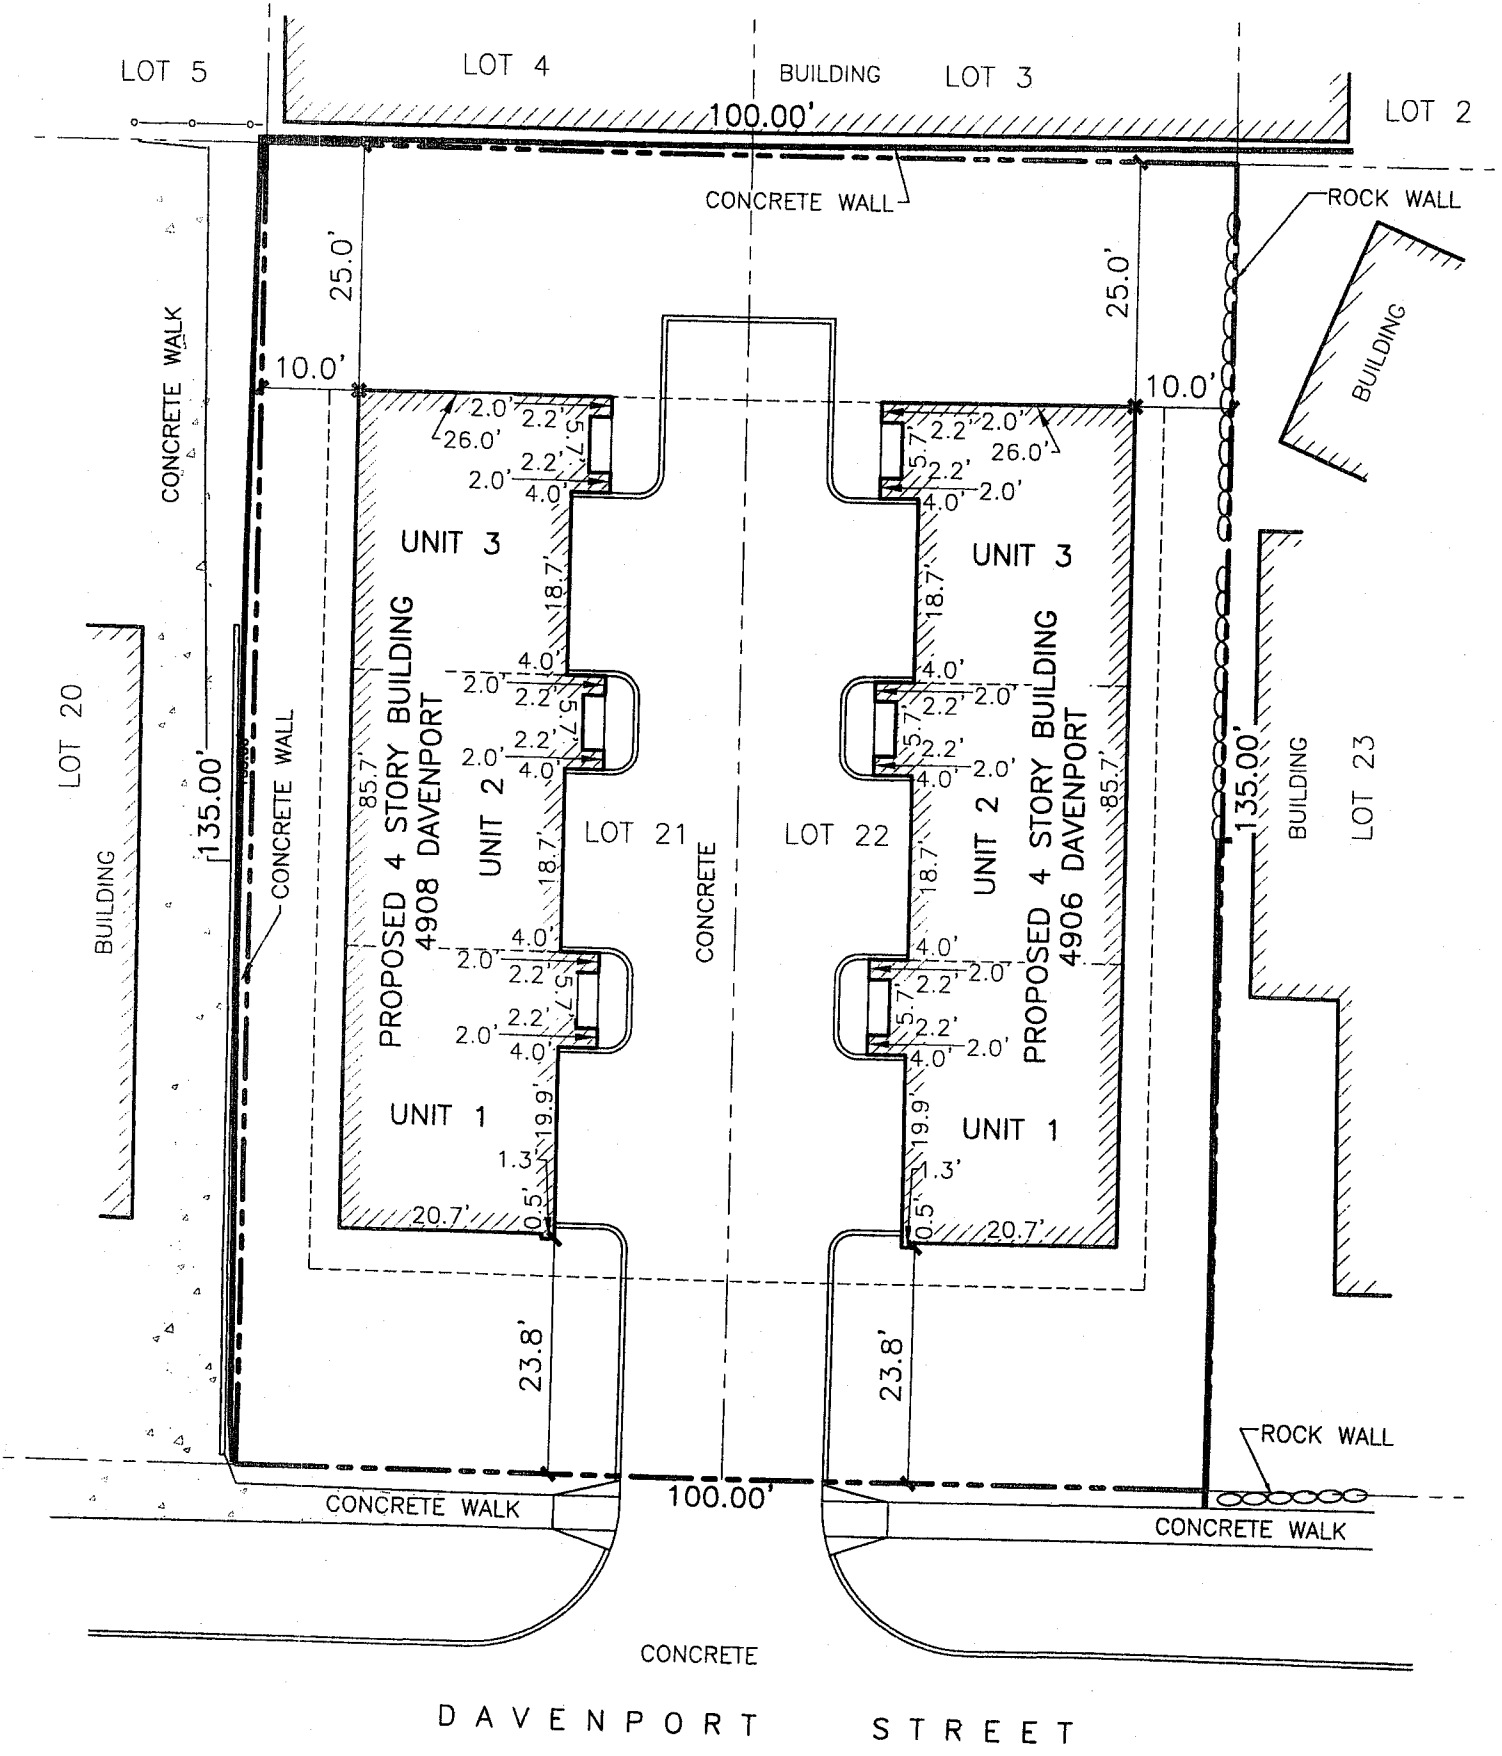 LOT 5
LOT 4
BUILDING
LOT 3
LOT 2
100.00'
CONCRETE WALL
ROCK WALL
25.0'
25.0'
CONCRETE WALK
BUILDING
10.0'
10.0'
2.0'
2.2'
5.7'
26.0'
2.2'
2.0'
4.0'
2.0'
2.2'
5.7'
26.0'
2.2'
2.0'
4.0'
UNIT 3
UNIT 3
18.7'
18.7'
4.0'
2.0'
2.2'
5.7'
2.2'
2.0'
4.0'
4.0'
2.0'
2.2'
5.7'
2.2'
2.0'
4.0'
LOT 20
BUILDING
135.00'
CONCRETE WALL
85.7'
PROPOSED 4 STORY BUILDING
4908 DAVENPORT
UNIT 2
18.7'
LOT 21
CONCRETE
LOT 22
18.7'
UNIT 2
PROPOSED 4 STORY BUILDING
4906 DAVENPORT
85.7'
135.00'
BUILDING
LOT 23
4.0'
2.0'
2.2'
5.7'
2.2'
2.0'
4.0'
4.0'
2.0'
2.2'
5.7'
2.2'
2.0'
4.0'
UNIT 1
UNIT 1
19.9'
19.9'
1.3'
1.3'
0.5'
0.5'
20.7'
20.7'
23.8'
23.8'
ROCK WALL
100.00'
CONCRETE WALK
CONCRETE WALK
CONCRETE
DAVENPORT STREET